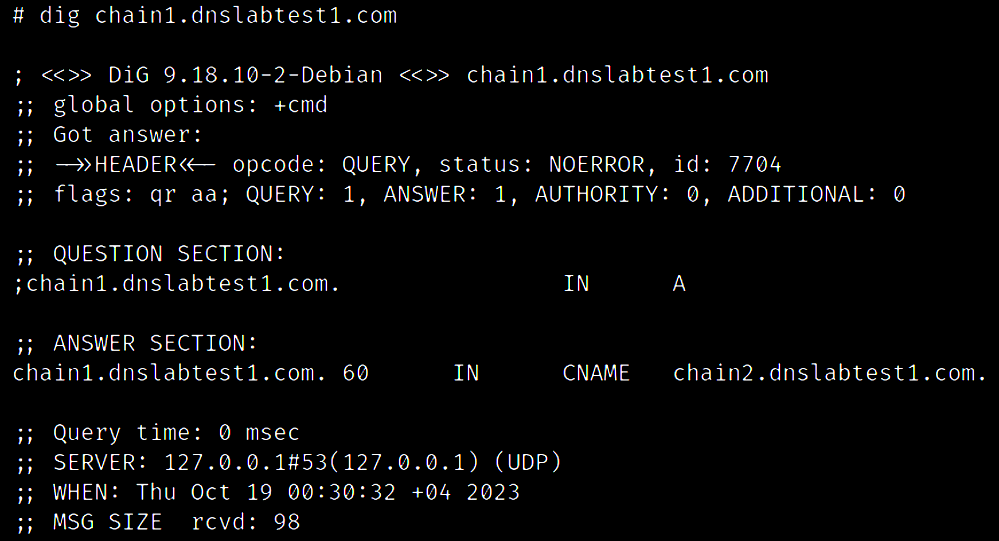 # dig chain1.dnslabtest1.com
; <<>> DiG 9.18.10-2-Debian <<>> chain1.dnslabtest1.com
;; global options: +cmd
;; Got answer:
;; ->>HEADER<<- opcode: QUERY, status: NOERROR, id: 7704
;; flags: qr aa; QUERY: 1, ANSWER: 1, AUTHORITY: 0, ADDITIONAL: 0
;; QUESTION SECTION:
;chain1.dnslabtest1.com. IN A
;; ANSWER SECTION:
chain1.dnslabtest1.com. 60 IN CNAME chain2.dnslabtest1.com.
;; Query time: 0 msec
;; SERVER: 127.0.0.1#53(127.0.0.1) (UDP)
;; WHEN: Thu Oct 19 00:30:32 +04 2023
;; MSG SIZE rcvd: 98